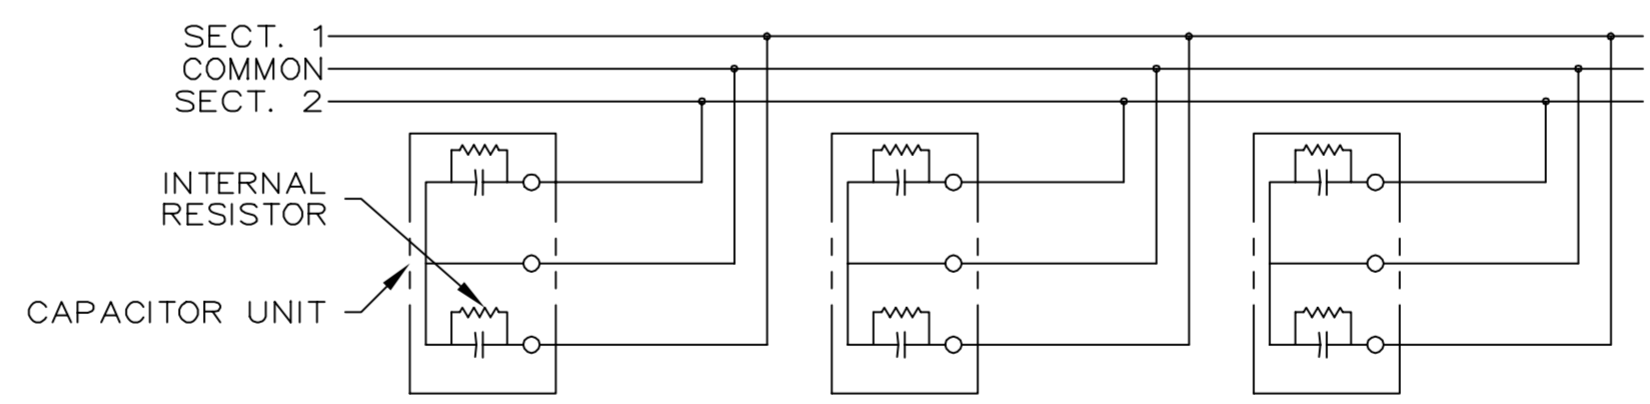 SECT. 1
COMMON
SECT. 2
INTERNAL
RESISTOR
CAPACITOR UNIT